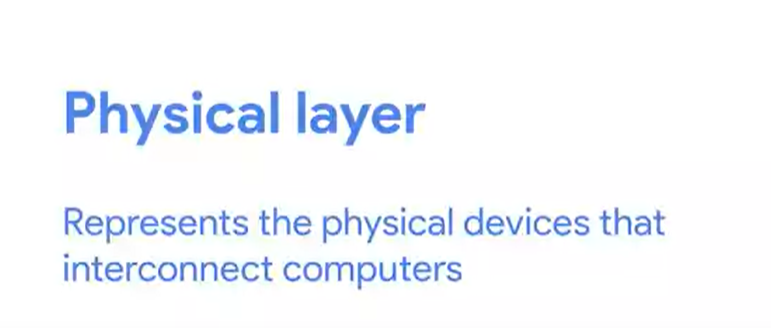 Physical layer
Represents the physical devices that
interconnect computers